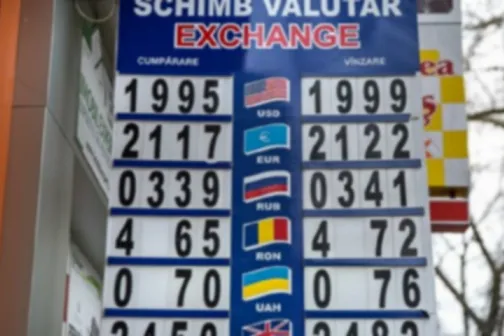 SCHIMB VALUTAR
EXCHANGE
CUMPĂRARE VÎNZARE
1995 USD 1999
2117 EUR 2122
0339 RUB 0341
4 65 RON 4 72
0 70 UAH 0 76